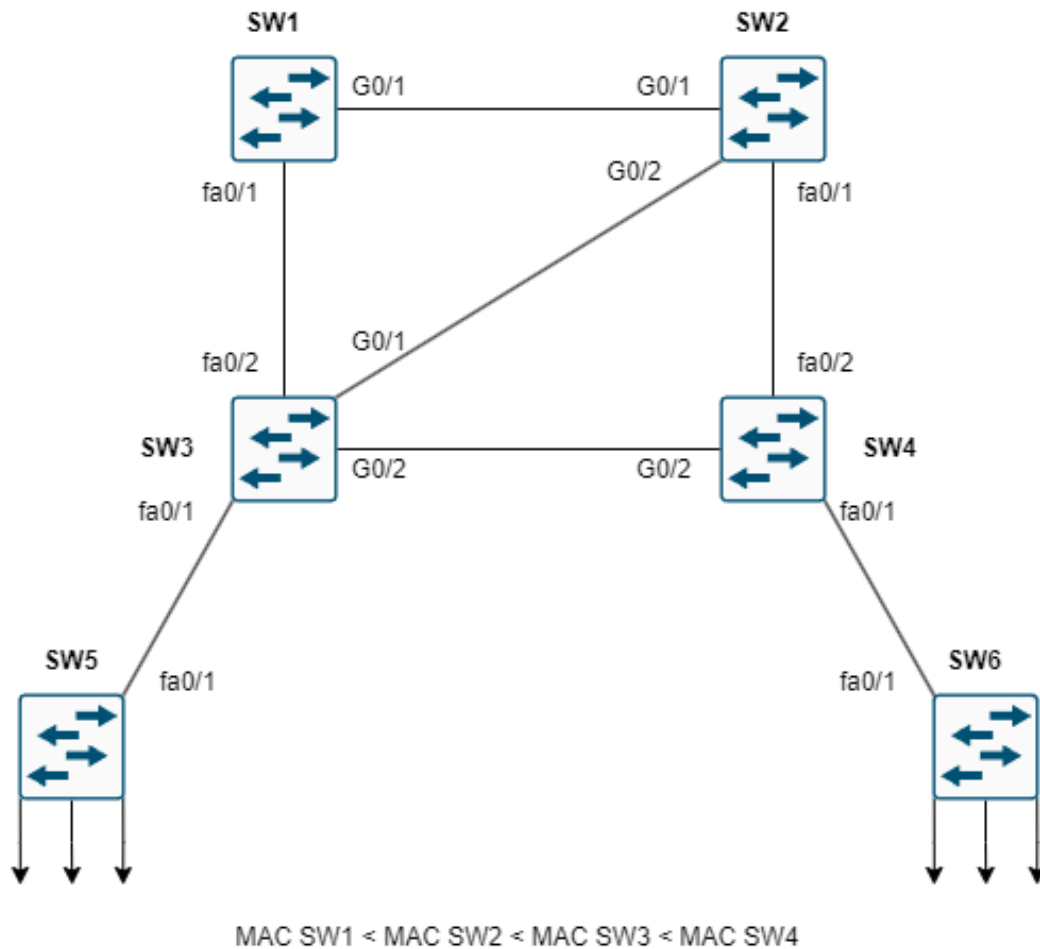 SW1
SW2
G0/1
G0/1
fa0/1
G0/2
fa0/1
G0/1
fa0/2
fa0/2
SW3
SW4
G0/2
G0/2
fa0/1
fa0/1
SW5
SW6
fa0/1
fa0/1
MAC SW1 < MAC SW2 < MAC SW3 < MAC SW4